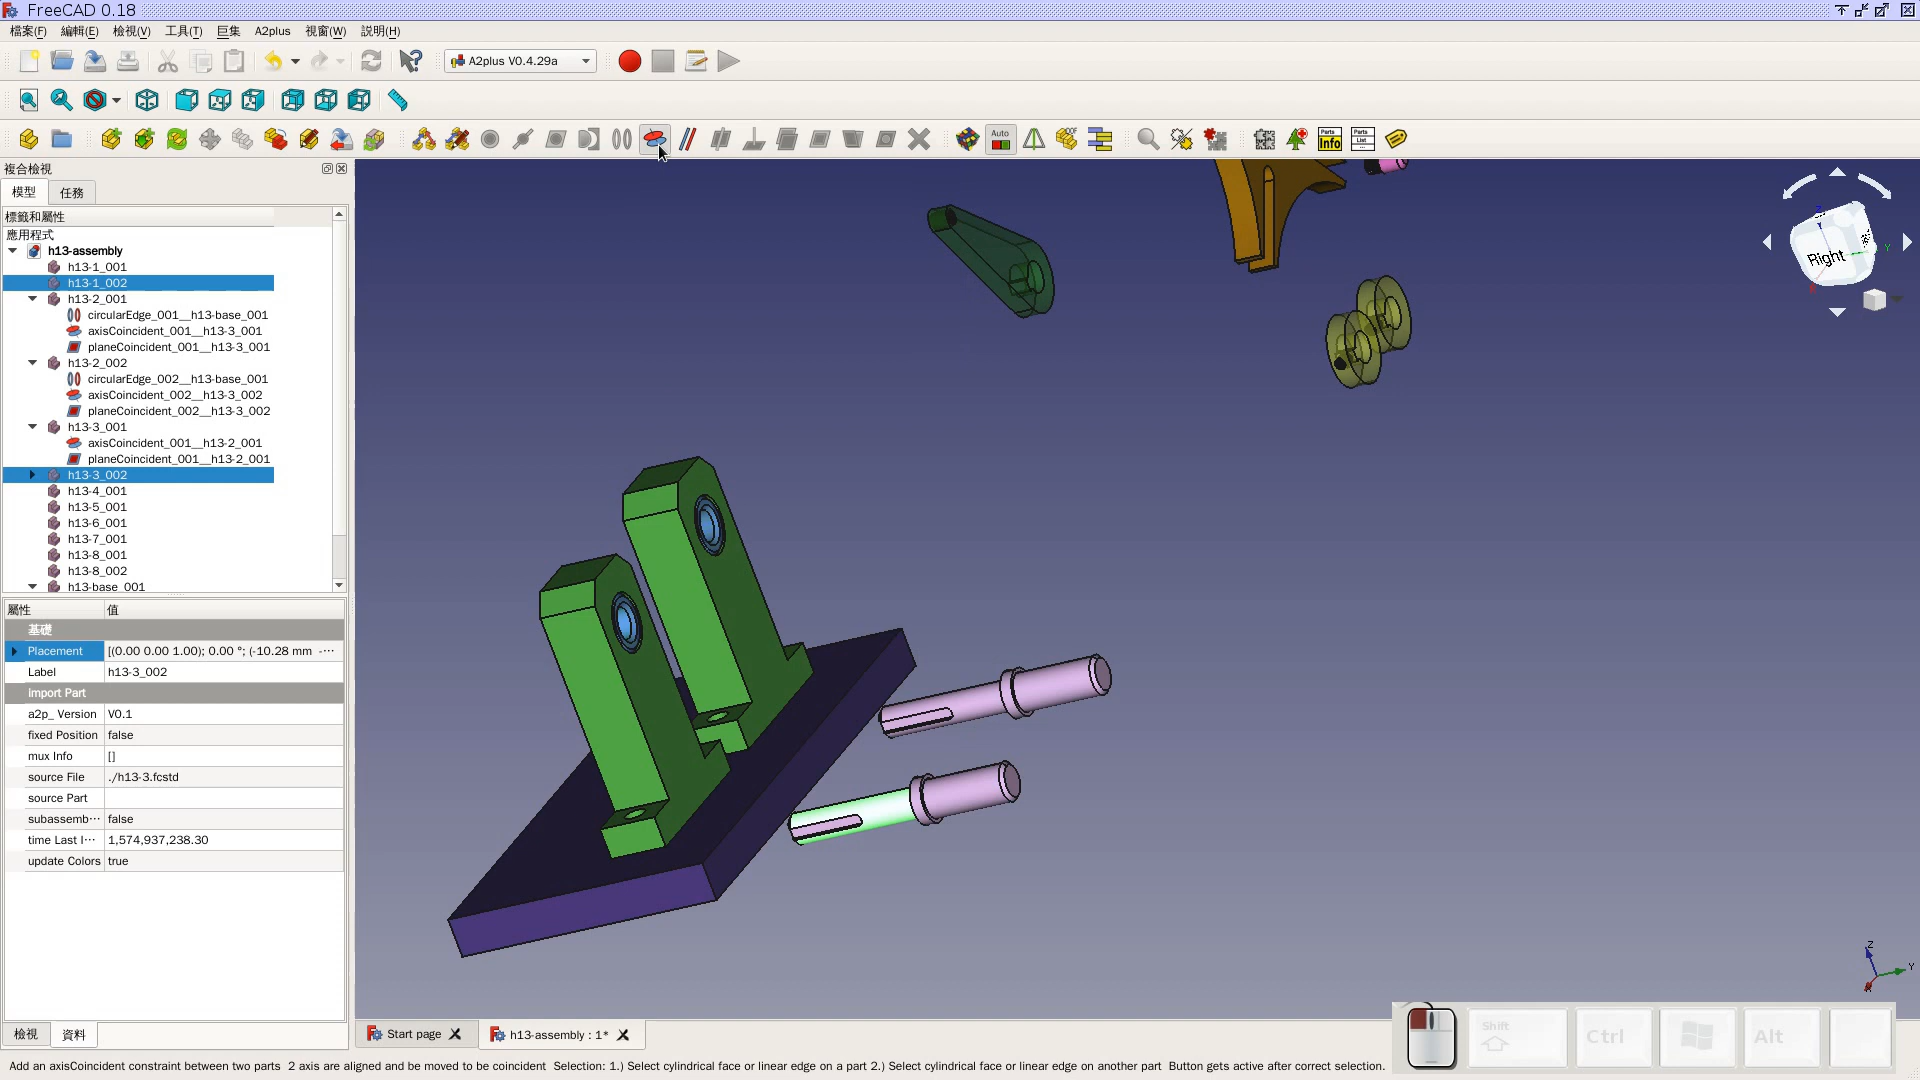 FreeCAD 0.18
檔案(F) 編輯(E) 檢視(V) 工具(T) 巨集 A2plus 視窗(W) 説明(H)
A2plus V0.4.29a
Auto
DOF
Parts Info
Parts List
複合檢視
模型 任務
標籤和屬性
應用程式
h13-assembly
h13-1_001
h13-1_002
h13-2_001
circularEdge_001__h13-base_001
axisCoincident_001__h13-3_001
planeCoincident_001__h13-3_001
h13-2_002
circularEdge_002__h13-base_001
axisCoincident_002__h13-3_002
planeCoincident_002__h13-3_002
h13-3_001
axisCoincident_001__h13-2_001
planeCoincident_001__h13-2_001
h13-3_002
h13-4_001
h13-5_001
h13-6_001
h13-7_001
h13-8_001
h13-8_002
h13-base_001
屬性 值
基礎
Placement [(0.00 0.00 1.00); 0.00 °; (-10.28 mm -⋯
Label h13-3_002
Import Part
a2p_ Version V0.1
fixed Position false
mux Info []
source File ./h13-3.fcstd
source Part
subassemb⋯ false
time Last I⋯ 1,574,937,238.30
update Colors true
檢視 資料
Right
Z
Y
Z
Y
Start page h13-assembly : 1*
Shift Ctrl Alt
Add an axisCoincident constraint between two parts 2 axis are aligned and be moved to be coincident Selection: 1.) Select cylindrical face or linear edge on a part 2.) Select cylindrical face or linear edge on another part Button gets active after correct selection.